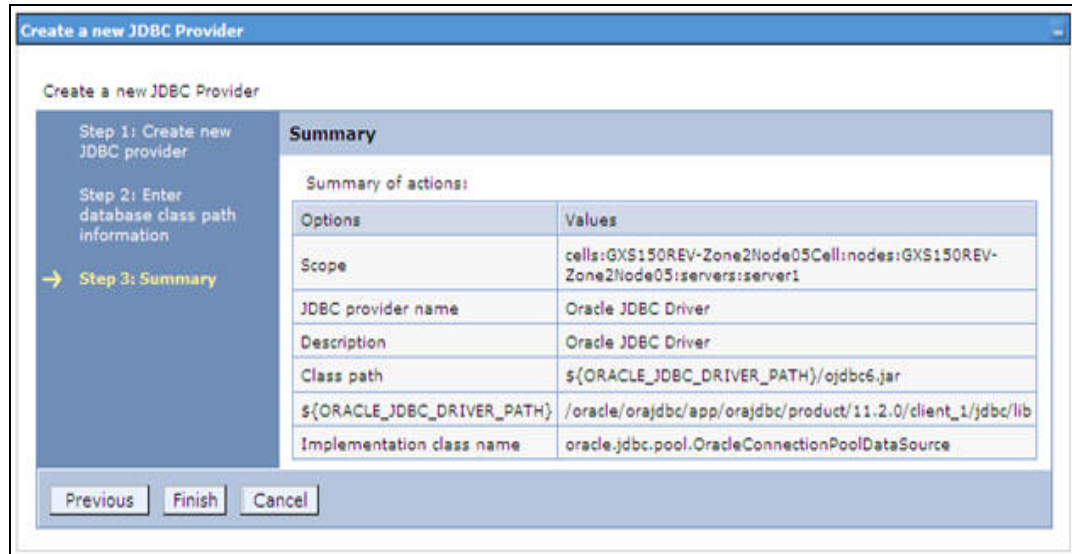 Create a new JDBC Provider
Create a new JDBC Provider
Step 1: Create new
JDBC provider
Step 2: Enter
database class path
information
Step 3: Summary
Summary
Summary of actions:
Options Values
Scope cells:GXS150REV-Zone2Node05Cell:nodes:GXS150REV-
Zone2Node05:servers:server1
JDBC provider name Oracle JDBC Driver
Description Oracle JDBC Driver
Class path ${ORACLE_JDBC_DRIVER_PATH}/ojdbc6.jar
${ORACLE_JDBC_DRIVER_PATH} /oracle/orajdbc/app/orajdbc/product/11.2.0/client_1/jdbc/lib
Implementation class name oracle.jdbc.pool.OracleConnectionPoolDataSource
Previous Finish Cancel